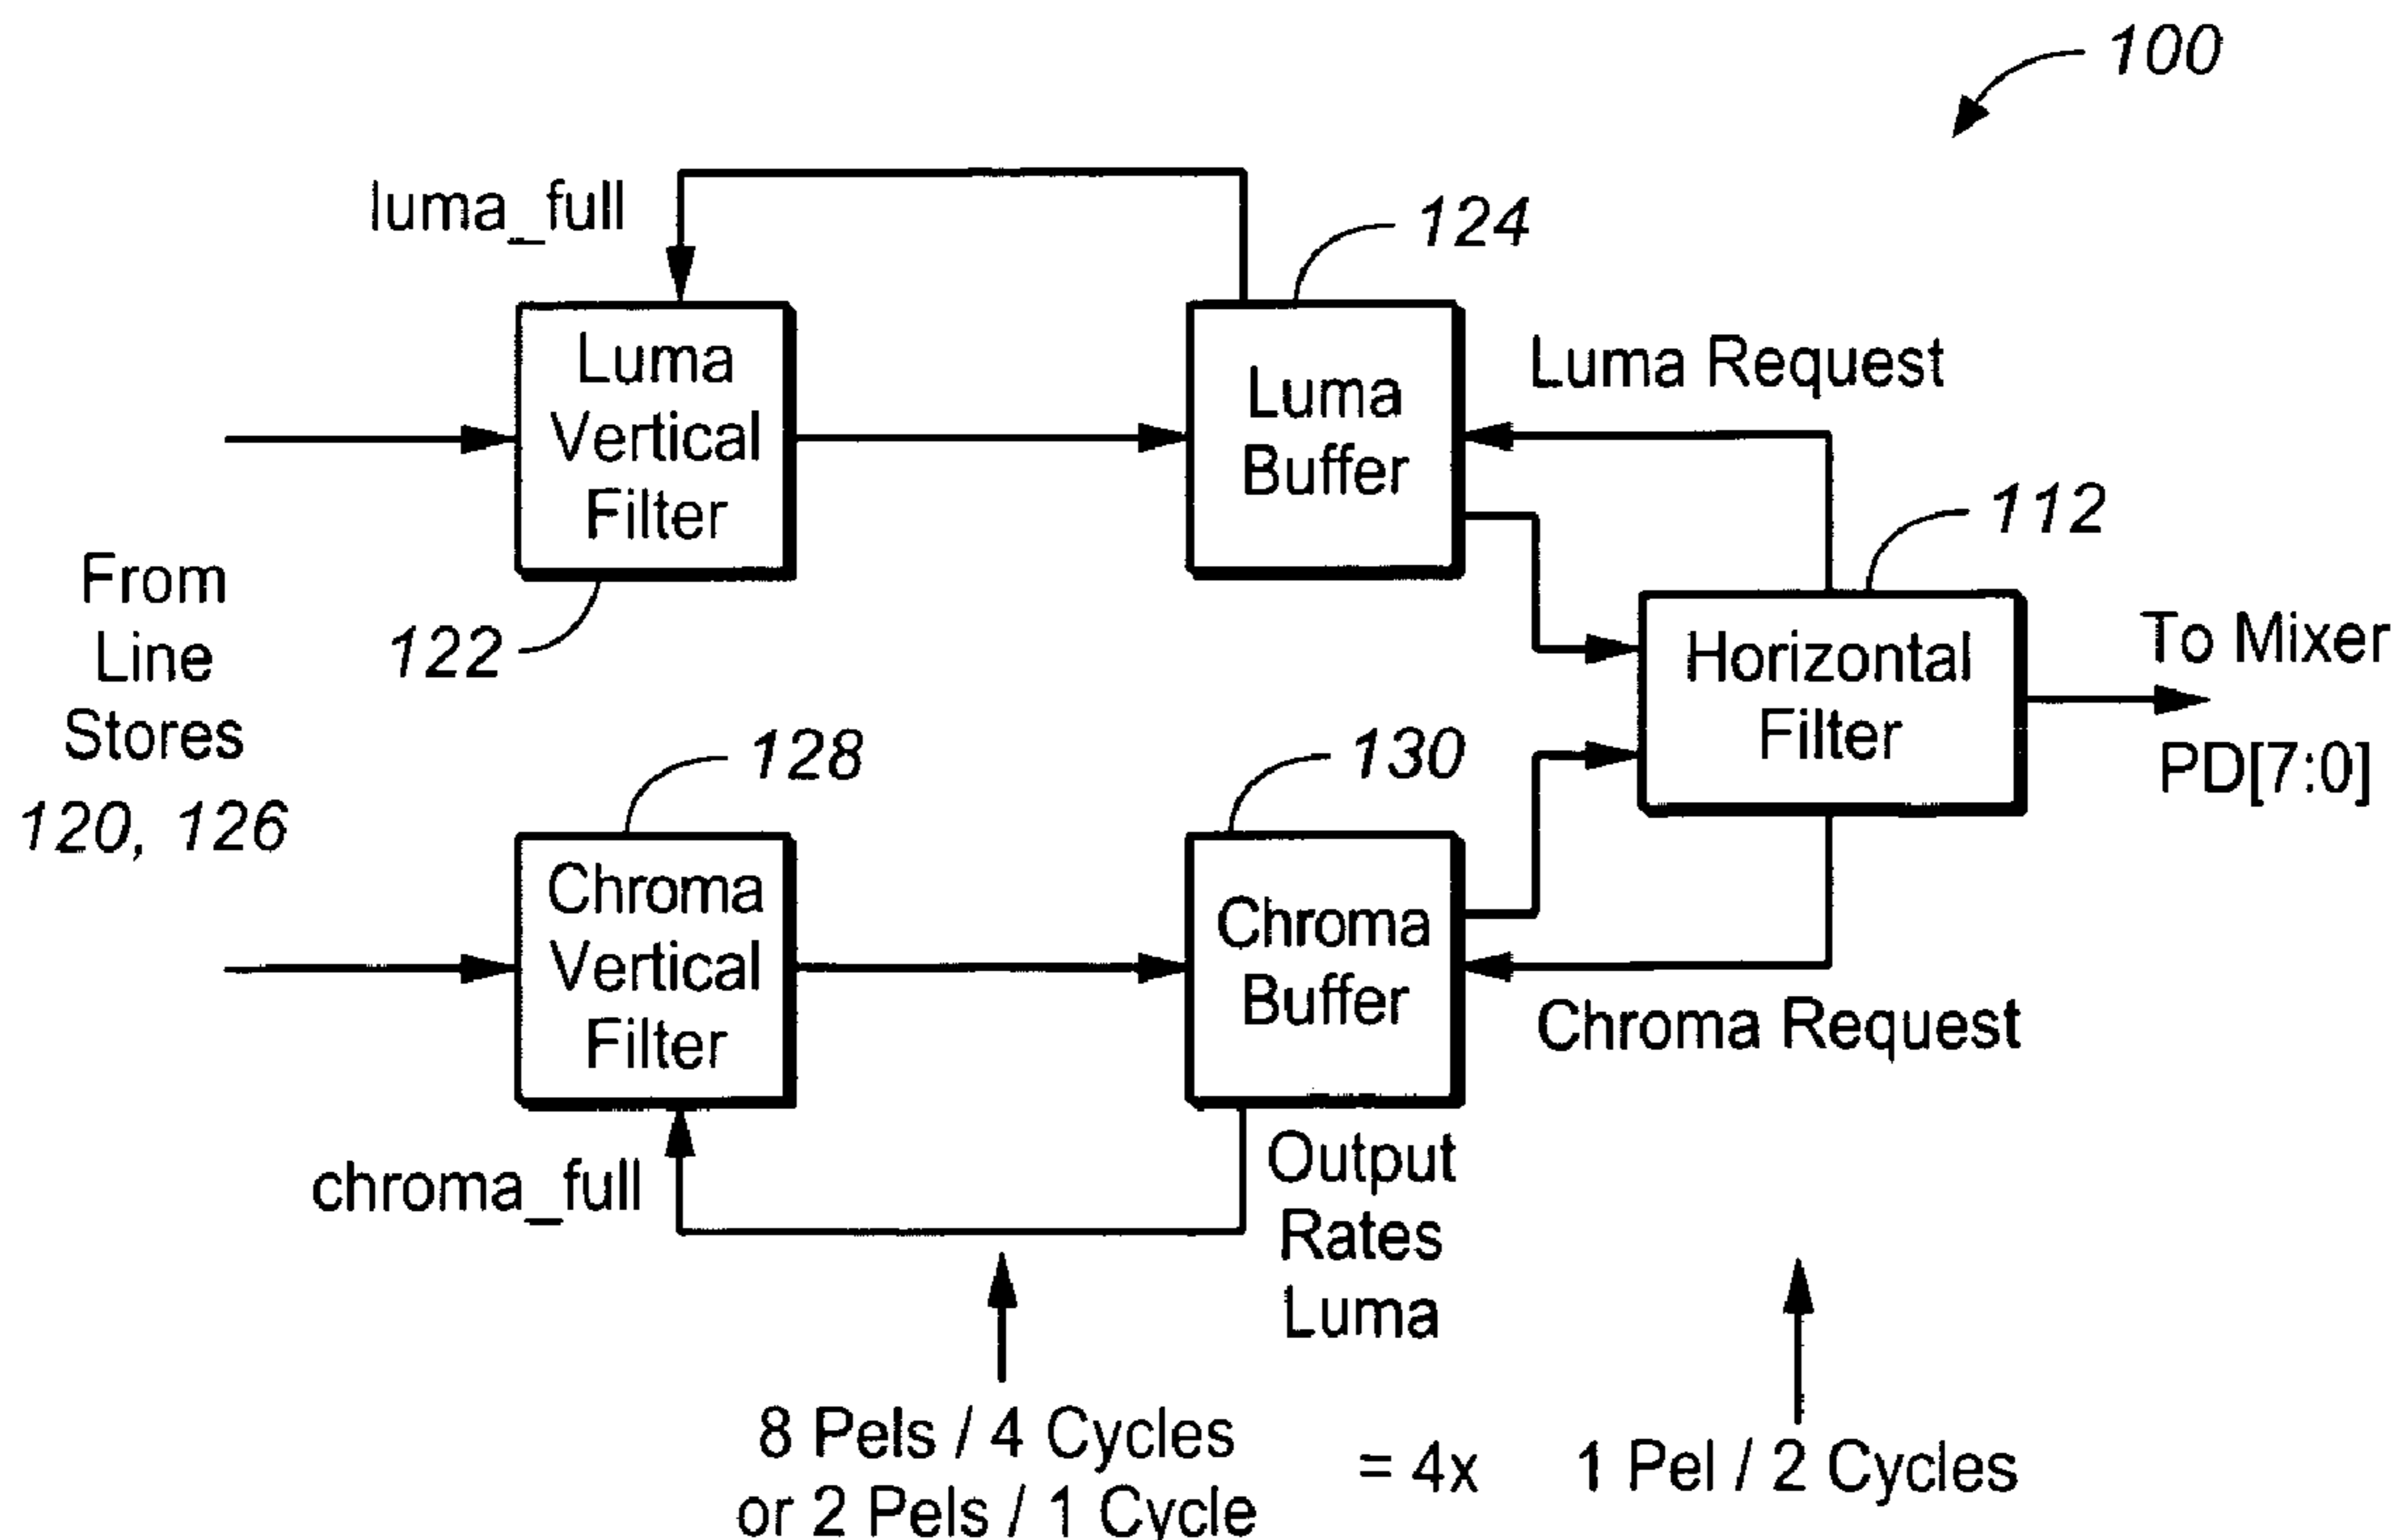 100
luma_full
124
Luma
Vertical
Filter
Luma
Buffer
Luma Request
112
From
Line
Stores
120, 126
122
Horizontal
Filter
To Mixer
PD[7:0]
128
130
Chroma
Vertical
Filter
Chroma
Buffer
Chroma Request
chroma_full
Output
Rates
Luma
8 Pels / 4 Cycles
or 2 Pels / 1 Cycle
= 4x
1 Pel / 2 Cycles